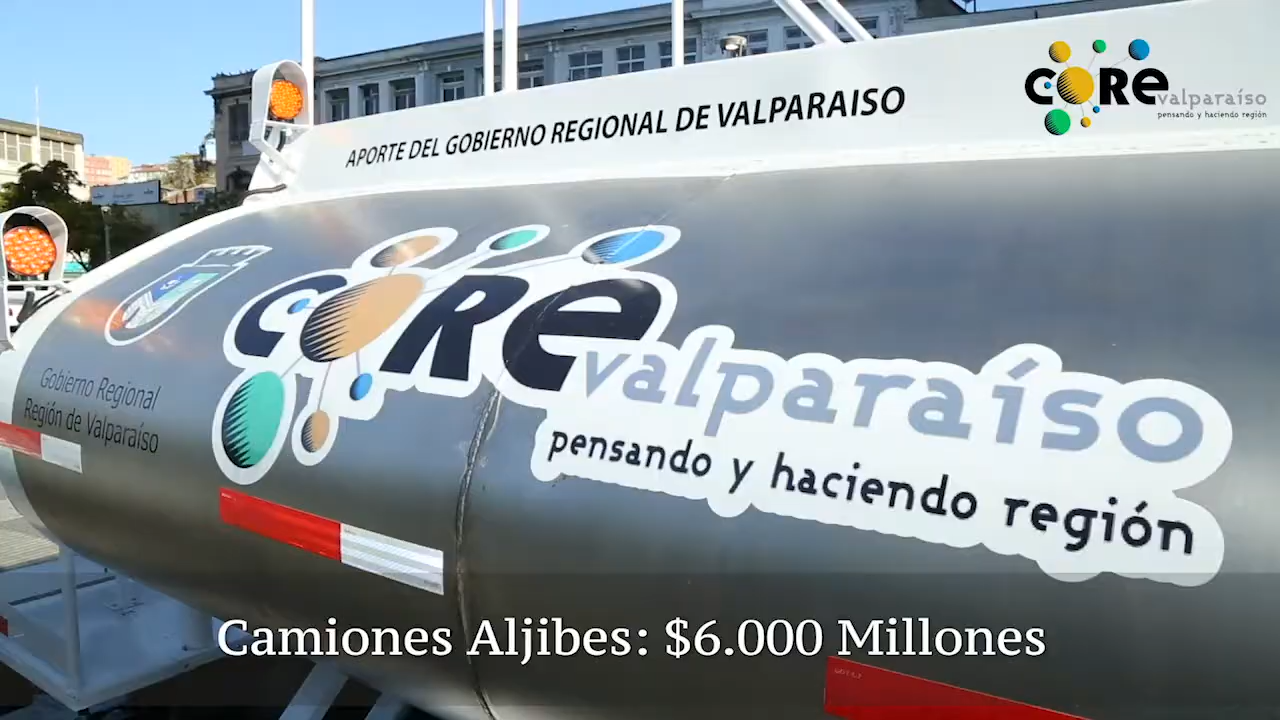 CORE valparaíso
pensando y haciendo región
APORTE DEL GOBIERNO REGIONAL DE VALPARAISO
CORE valparaíso
pensando y haciendo región
Gobierno Regional
Región de Valparaíso
Camiones Aljibes: $6.000 Millones